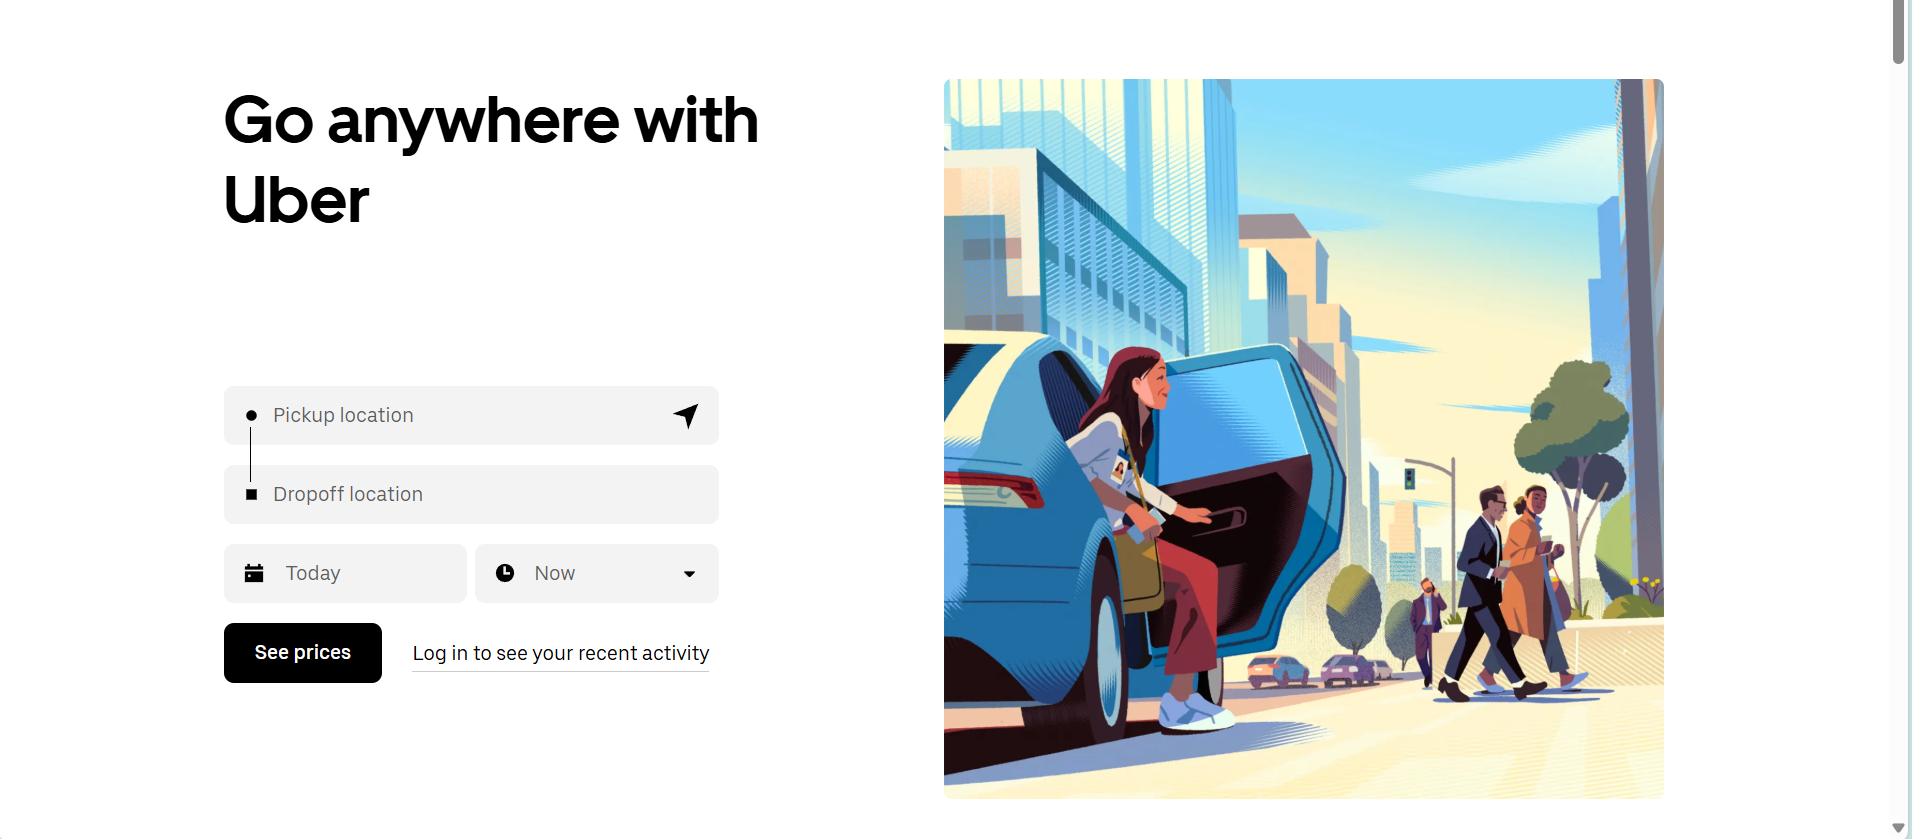 Go anywhere with
Uber
Pickup location
Dropoff location
Today
Now
See prices
Log in to see your recent activity